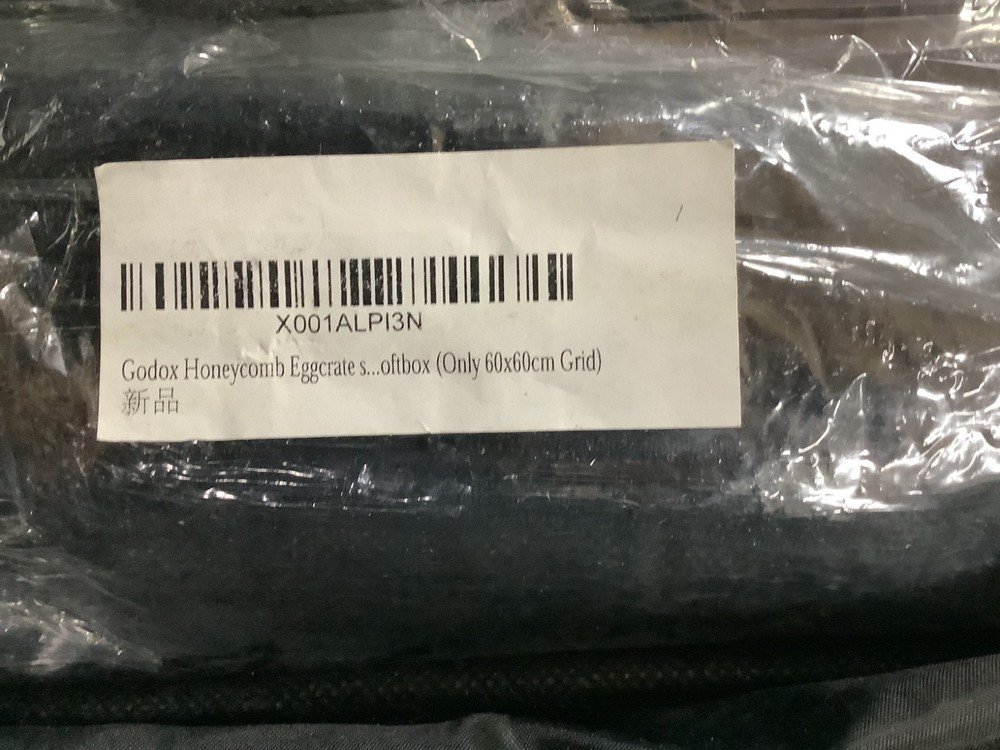 X001ALPI3N
Godox Honeycomb Eggcrate s...oftbox (Only 60x60cm Grid)
新品